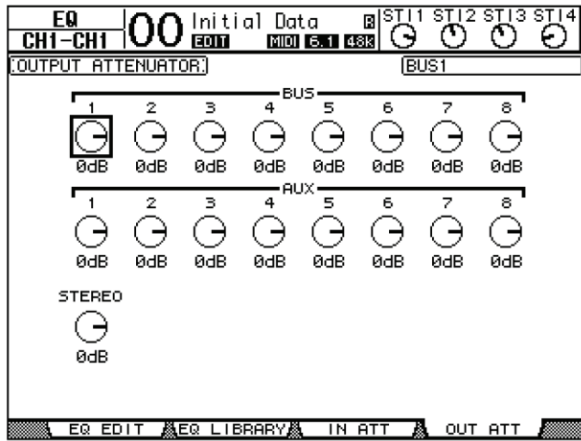 EQ 00 Initial Data R ST1 ST12 ST13 ST14
CH1-CH1 EDIT MIDI 6.1 48K
OUTPUT ATTENUATOR BUS1
BUS
1 2 3 4 5 6 7 8
0dB 0dB 0dB 0dB 0dB 0dB 0dB 0dB
AUX
1 2 3 4 5 6 7 8
0dB 0dB 0dB 0dB 0dB 0dB 0dB 0dB
STEREO
0dB
EQ EDIT EQ LIBRARY IN ATT OUT ATT